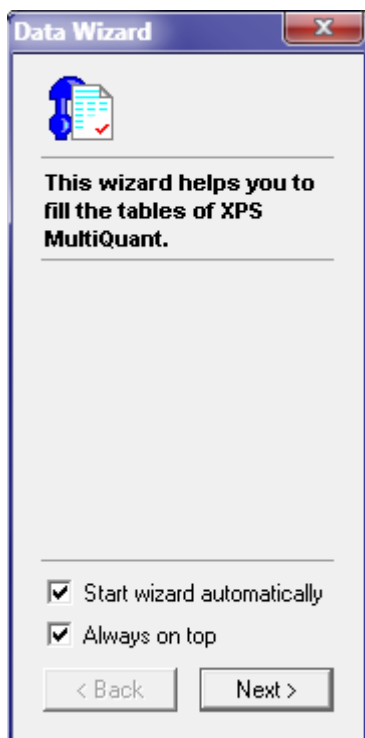 Data Wizard
This wizard helps you to
fill the tables of XPS
MultiQuant.
Start wizard automatically
Always on top
< Back
Next >